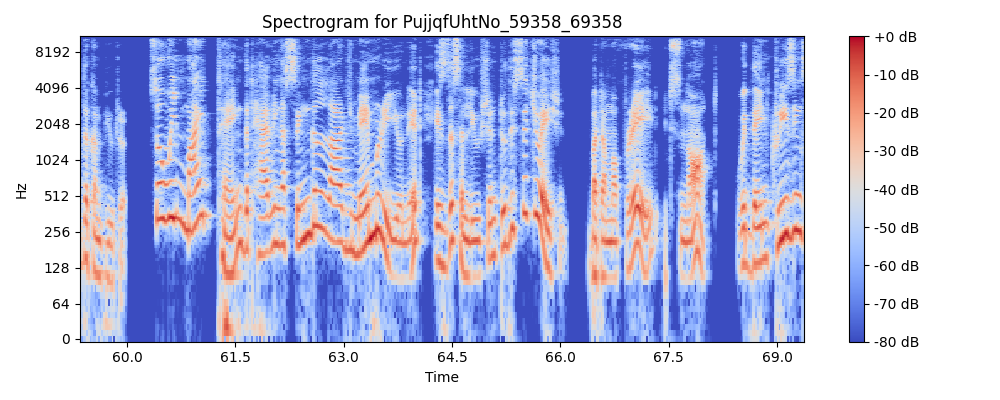 Spectrogram for PujjqfUhtNo_59358_69358
Hz
8192
4096
2048
1024
512
256
128
64
0
60.0 61.5 63.0 64.5 66.0 67.5 69.0
Time
+0 dB
-10 dB
-20 dB
-30 dB
-40 dB
-50 dB
-60 dB
-70 dB
-80 dB